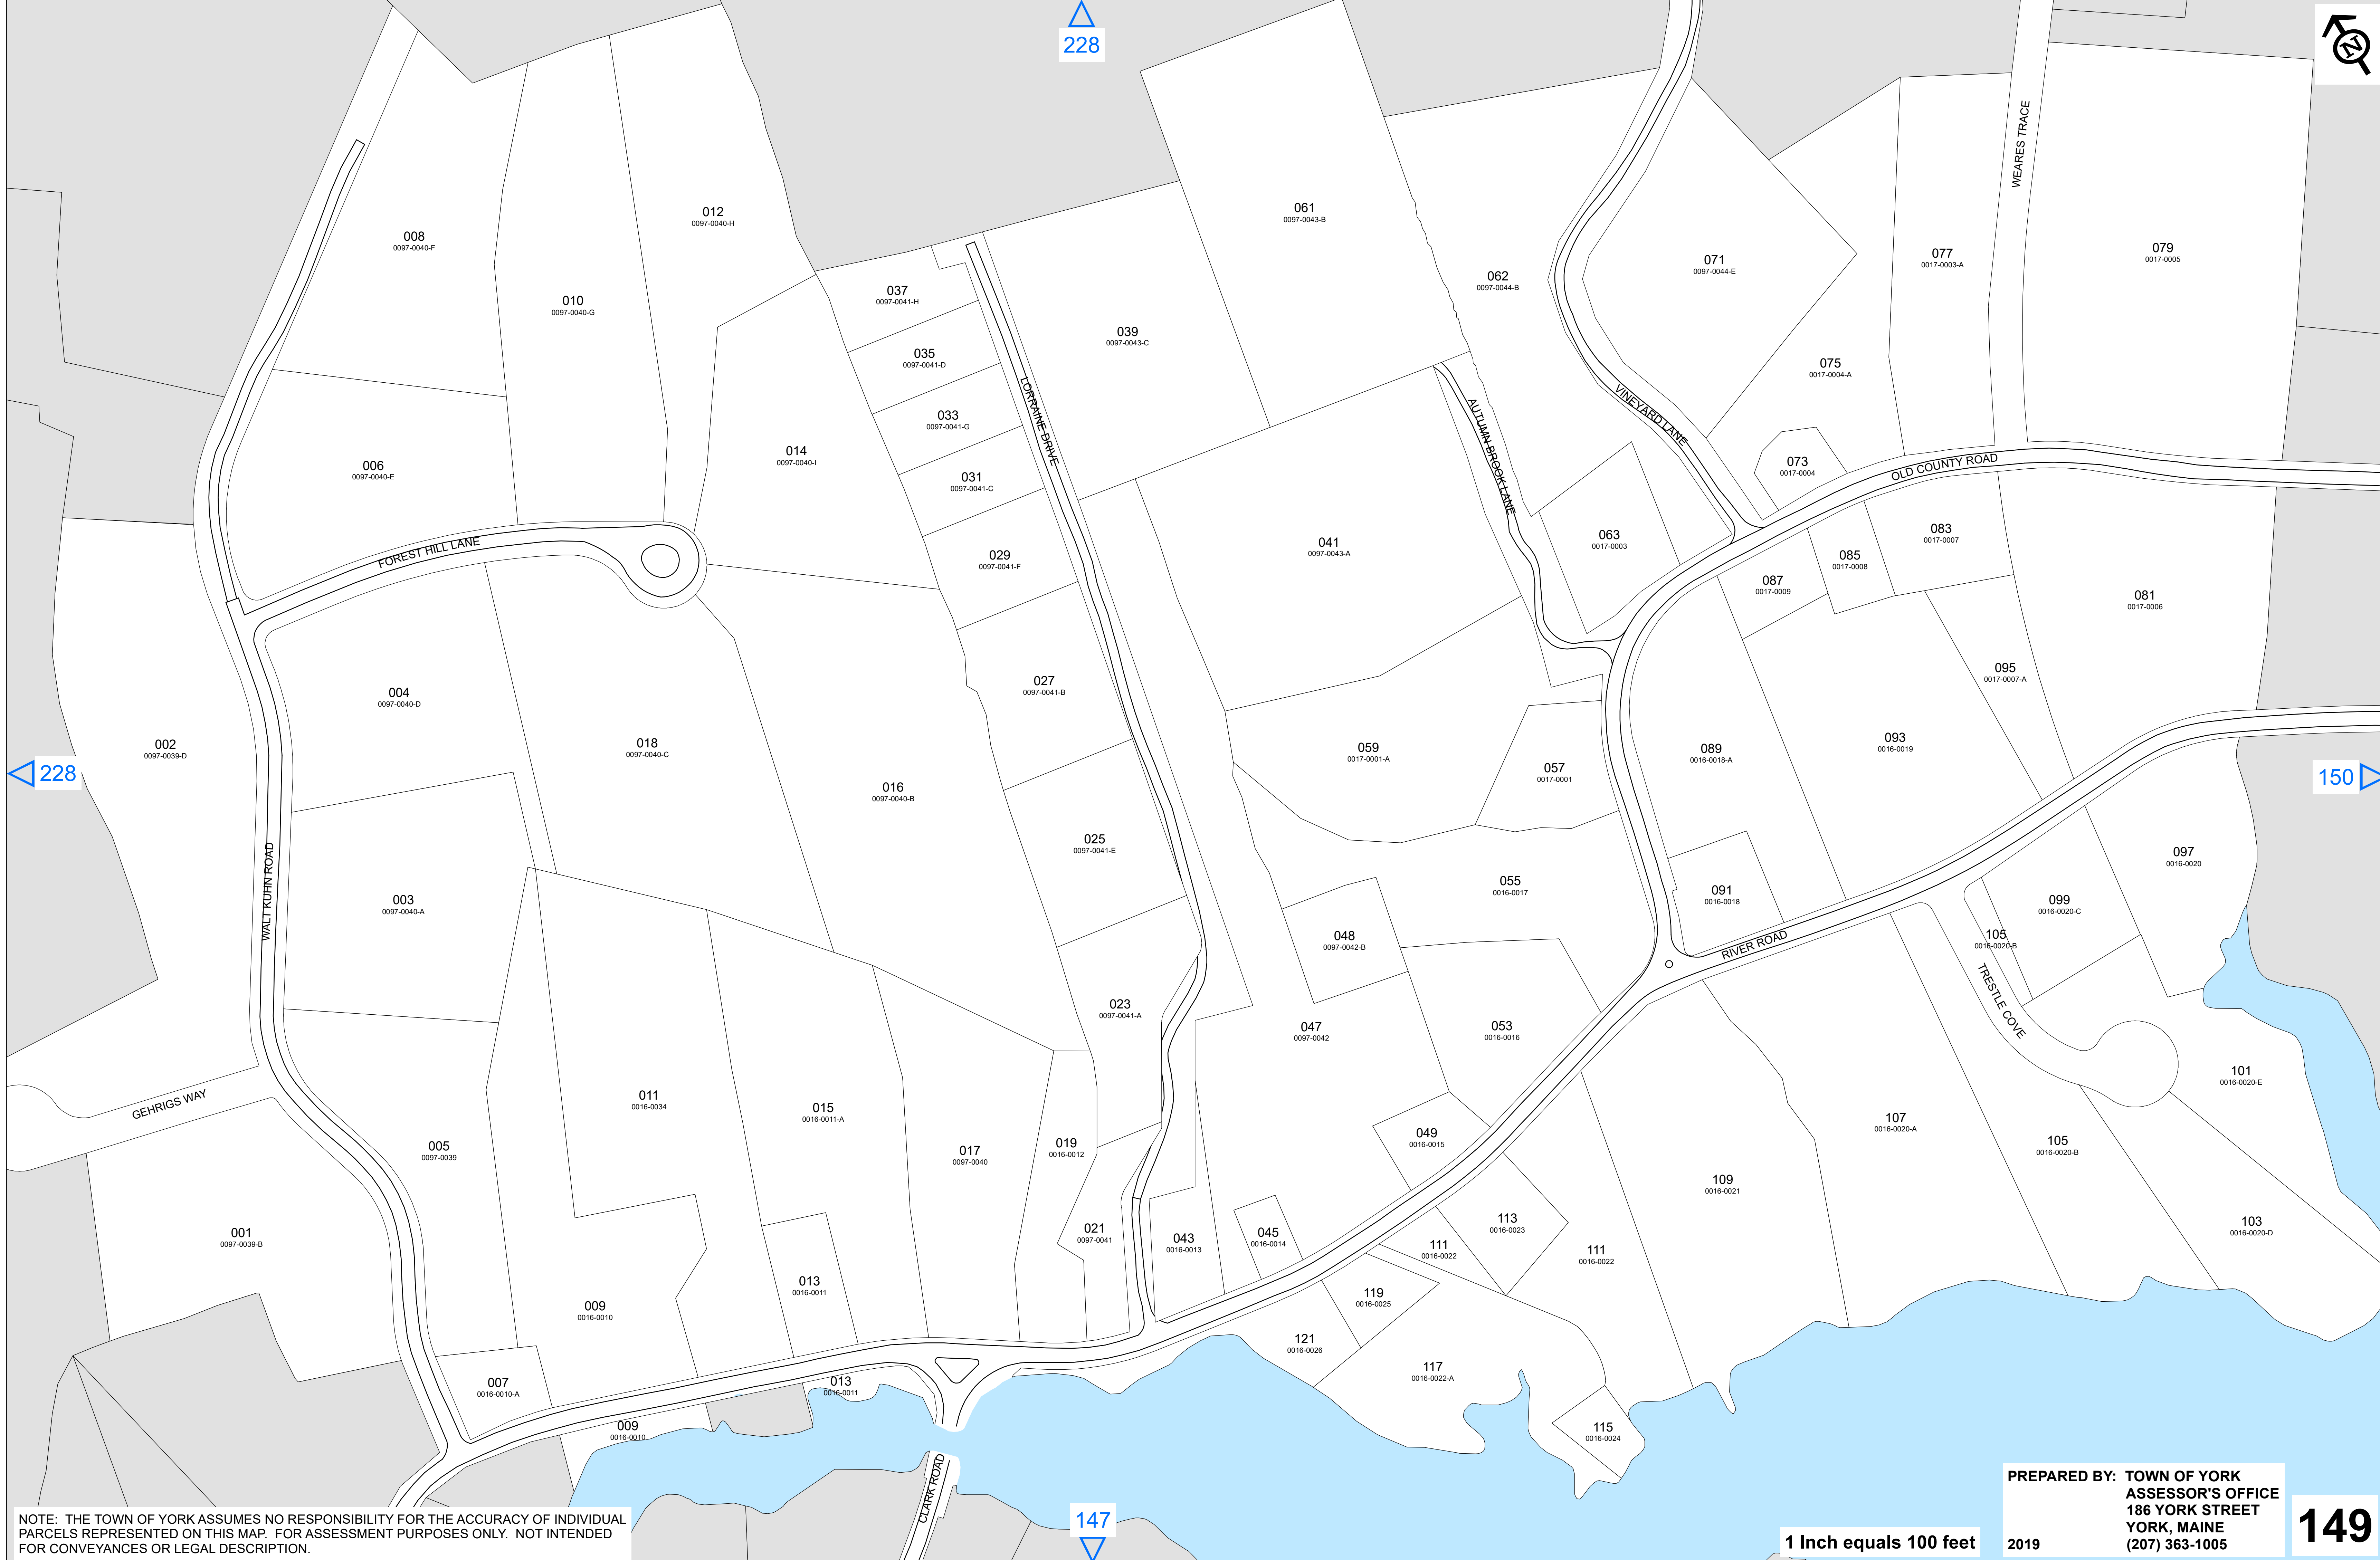 228
N
WEARES TRACE
012
0097-0040-H
061
0097-0043-B
008
0097-0040-F
079
0017-0005
077
0017-0003-A
071
0097-0044-E
062
0097-0044-B
037
0097-0041-H
010
0097-0040-G
039
0097-0043-C
035
0097-0041-D
075
0017-0004-A
033
0097-0041-G
LORRAINE DRIVE
VINEYARD LANE
AUTUMN BROOK LANE
014
0097-0040-I
006
0097-0040-E
073
0017-0004
OLD COUNTY ROAD
031
0097-0041-C
083
0017-0007
063
0017-0003
041
0097-0043-A
FOREST HILL LANE
029
0097-0041-F
085
0017-0008
087
0017-0009
081
0017-0006
095
0017-0007-A
027
0097-0041-B
004
0097-0040-D
002
0097-0039-D
018
0097-0040-C
059
0017-0001-A
089
0016-0018-A
093
0016-0019
057
0017-0001
228
150
016
0097-0040-B
025
0097-0041-E
097
0016-0020
055
0016-0017
091
0016-0018
WALT KUHN ROAD
003
0097-0040-A
099
0016-0020-C
048
0097-0042-B
105
0016-0020-B
RIVER ROAD
TRESTLE COVE
023
0097-0041-A
047
0097-0042
053
0016-0016
101
0016-0020-E
GEHRIGS WAY
011
0016-0034
015
0016-0011-A
107
0016-0020-A
049
0016-0015
105
0016-0020-B
005
0097-0039
019
0016-0012
017
0097-0040
109
0016-0021
113
0016-0023
103
0016-0020-D
001
0097-0039-B
021
0097-0041
043
0016-0013
045
0016-0014
111
0016-0022
111
0016-0022
013
0016-0011
119
0016-0025
009
0016-0010
121
0016-0026
117
0016-0022-A
007
0016-0010-A
013
0016-0011
009
0016-0010
115
0016-0024
CLARK ROAD
147
NOTE: THE TOWN OF YORK ASSUMES NO RESPONSIBILITY FOR THE ACCURACY OF INDIVIDUAL
PARCELS REPRESENTED ON THIS MAP. FOR ASSESSMENT PURPOSES ONLY. NOT INTENDED
FOR CONVEYANCES OR LEGAL DESCRIPTION.
1 Inch equals 100 feet
PREPARED BY: TOWN OF YORK
ASSESSOR'S OFFICE
186 YORK STREET
YORK, MAINE
2019 (207) 363-1005
149